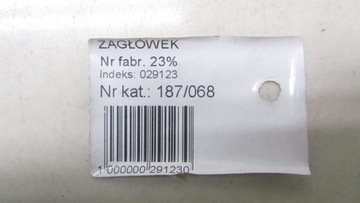 ZAGŁÓWEK
Nr fabr. 23%
Indeks: 029123
Nr kat.: 187/068
1 000000 291230